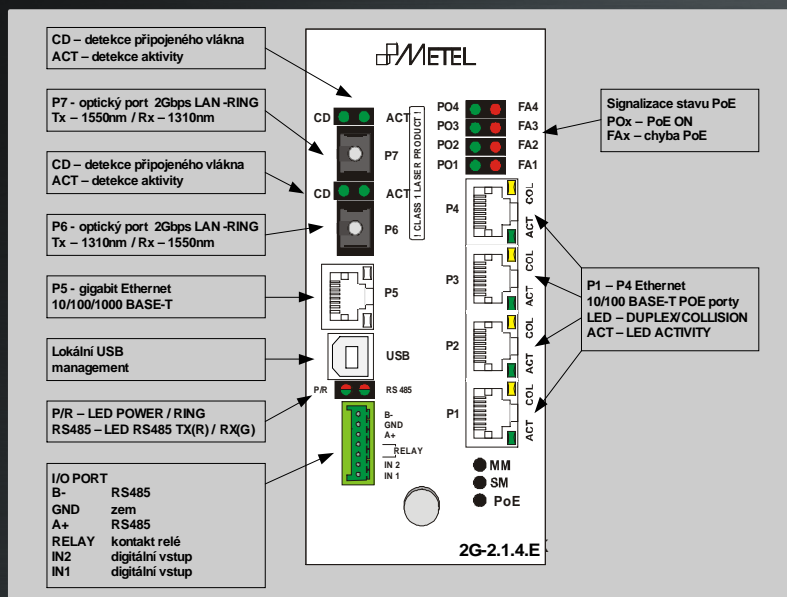 CD – detekce připojeného vlákna
ACT – detekce aktivity
P7 - optický port 2Gbps LAN -RING
Tx – 1550nm / Rx – 1310nm
CD – detekce připojeného vlákna
ACT – detekce aktivity
P6 - optický port 2Gbps LAN -RING
Tx – 1310nm / Rx – 1550nm
P5 - gigabit Ethernet
10/100/1000 BASE-T
Lokální USB
management
P/R – LED POWER / RING
RS485 – LED RS485 TX(R) / RX(G)
I/O PORT
B- RS485
GND zem
A+ RS485
RELAY kontakt relé
IN2 digitální vstup
IN1 digitální vstup
METEL
CD ACT
P7
CD ACT
P6
1 CLASS 1 LASER PRODUCT 1
P5
USB
P/R RS 485
B-
GND
A+
RELAY
IN 2
IN 1
PO4 FA4
PO3 FA3
PO2 FA2
PO1 FA1
P4
COL
ACT
P3
COL
ACT
P2
COL
ACT
P1
COL
ACT
MM
SM
PoE
2G-2.1.4.E
Signalizace stavu PoE
POx – PoE ON
FAx – chyba PoE
P1 – P4 Ethernet
10/100 BASE-T POE porty
LED – DUPLEX/COLLISION
ACT – LED ACTIVITY